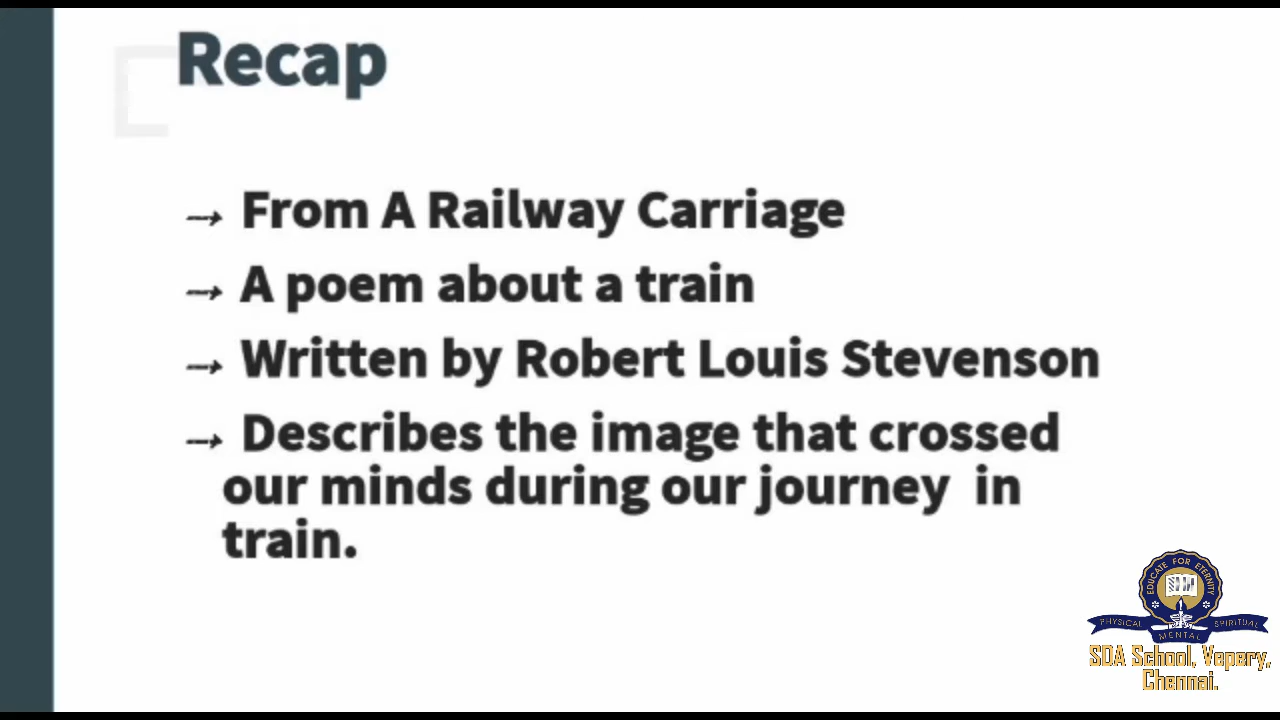 Recap
→ From A Railway Carriage
→ A poem about a train
→ Written by Robert Louis Stevenson
→ Describes the image that crossed
our minds during our journey in
train.
EDUCATE FOR ETERNITY
PHYSICAL MENTAL SPIRITUAL
SDA School, Vepery,
Chennai.